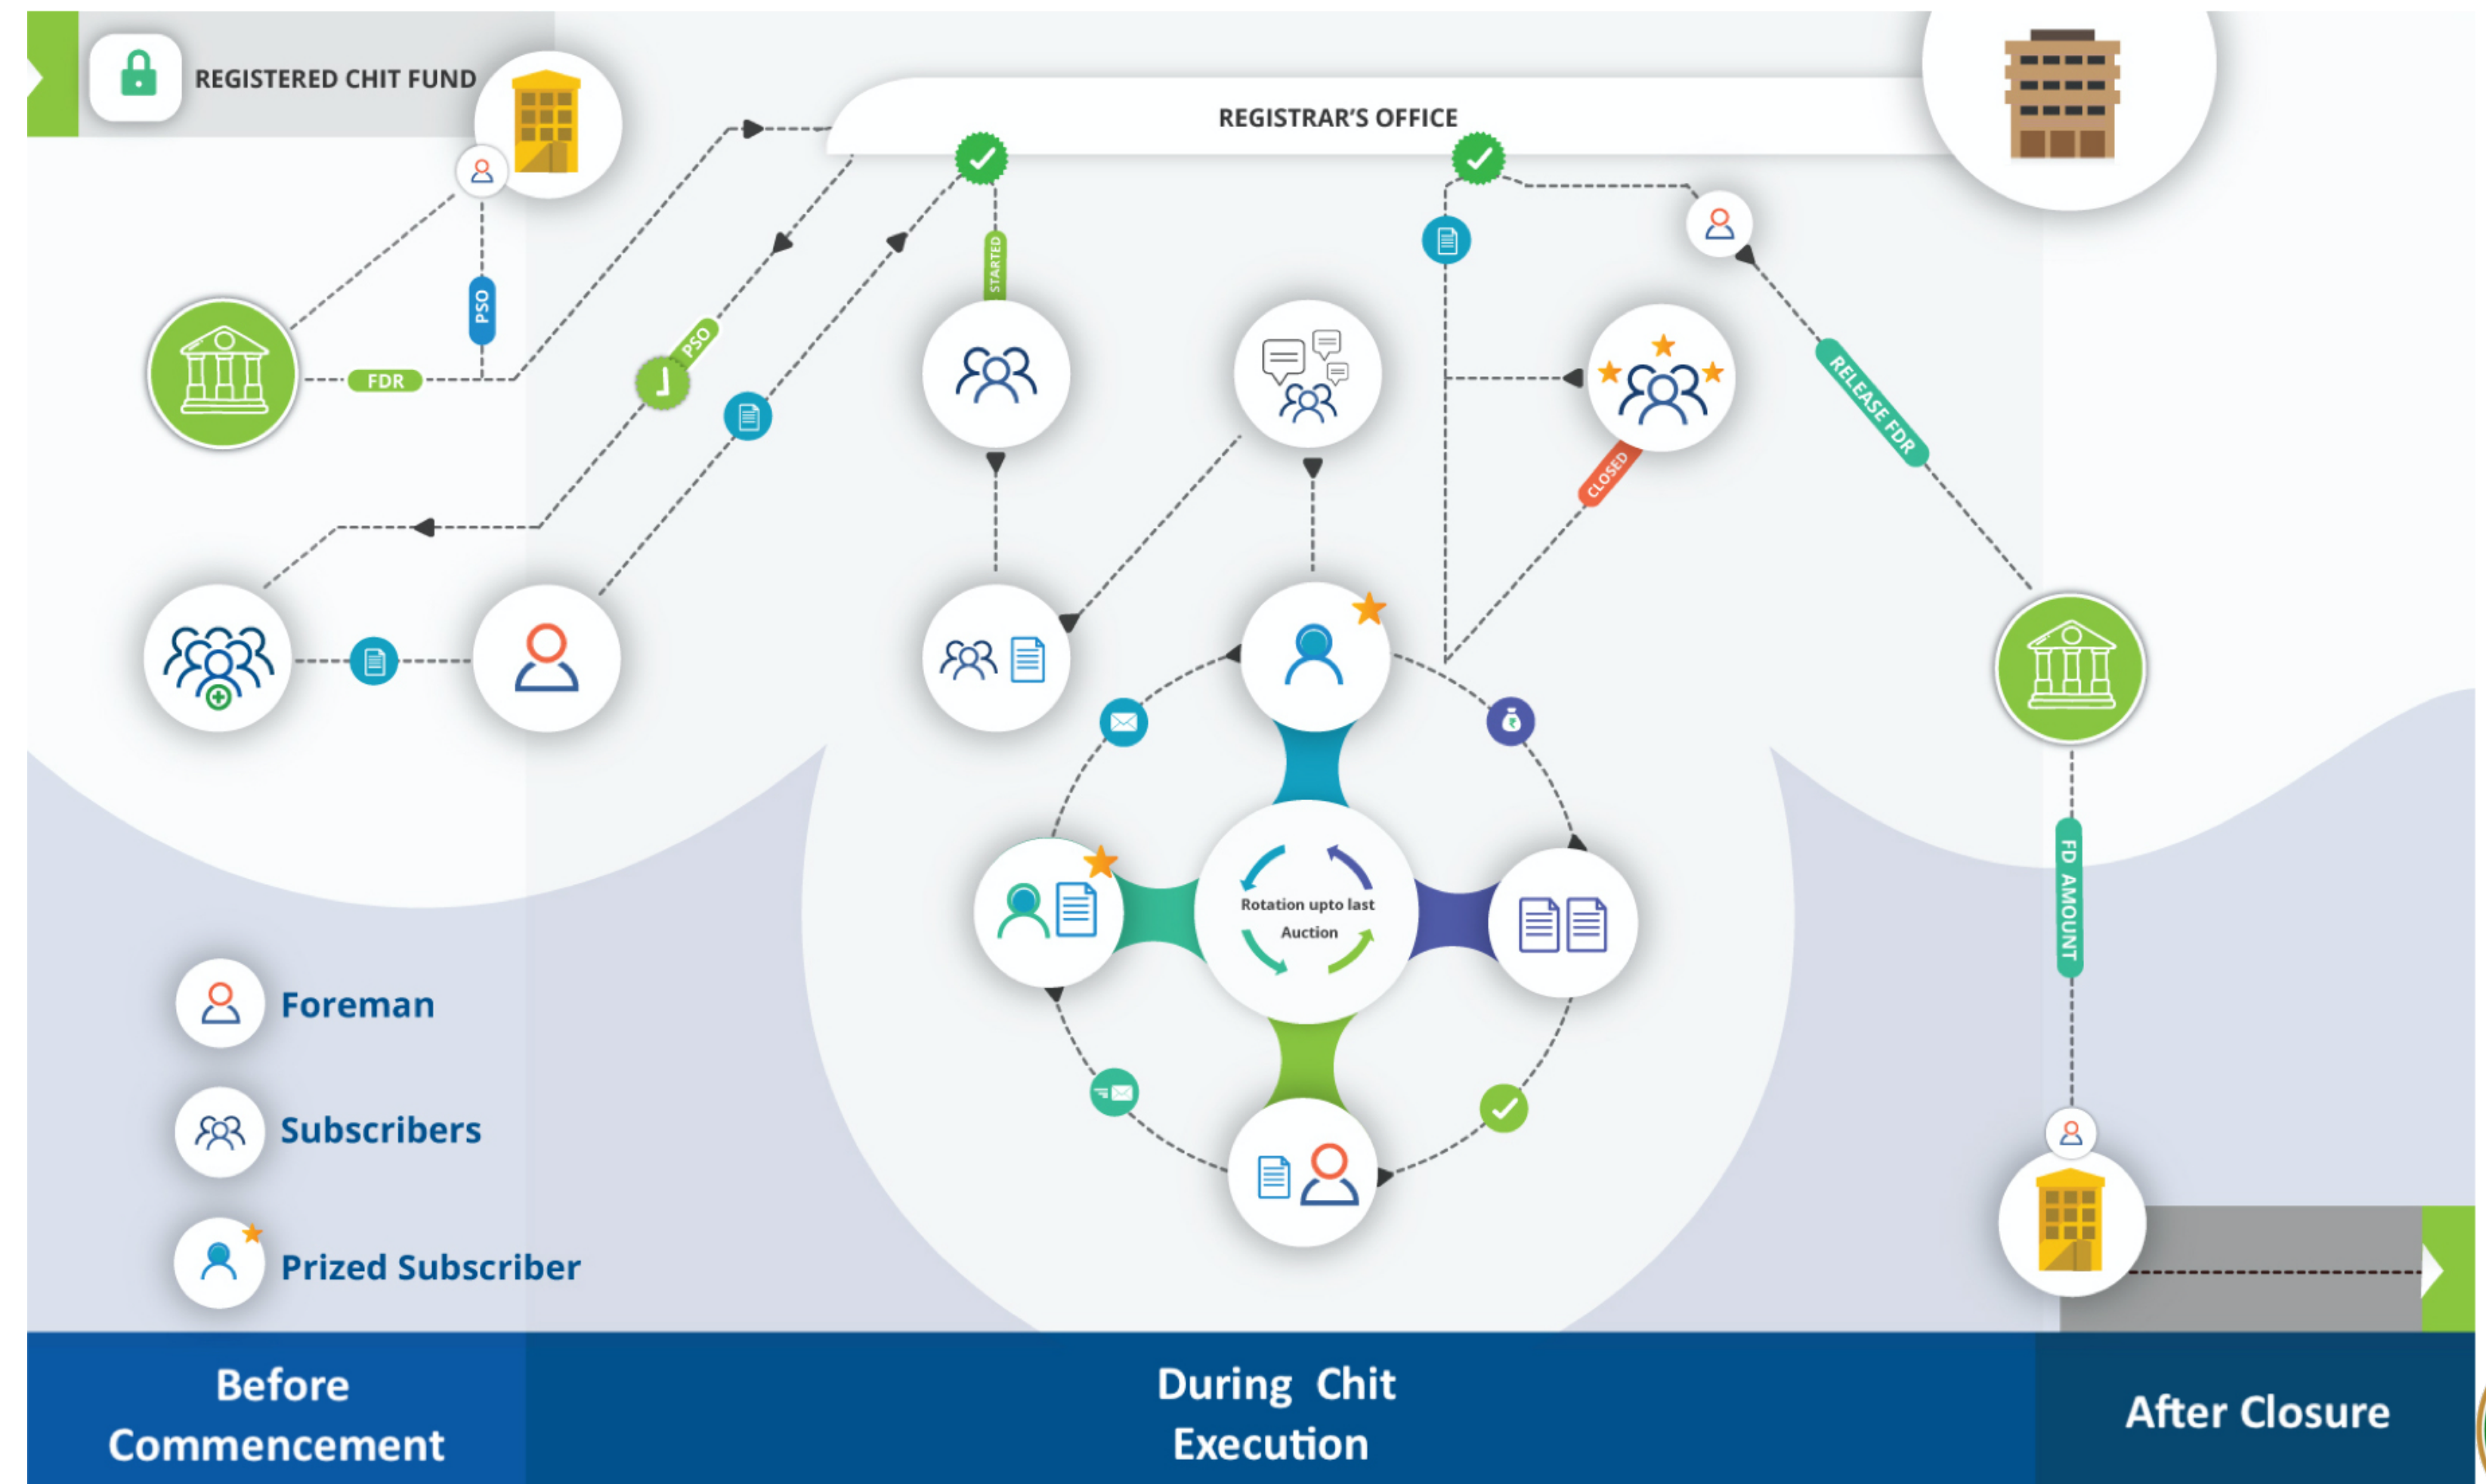 REGISTERED CHIT FUND
REGISTRAR'S OFFICE
STARTED
PSO
PSO
FDR
RELEASE FDR
CLOSED
Rotation upto last
Auction
FD AMOUNT
Foreman
Subscribers
Prized Subscriber
Before
Commencement
During Chit
Execution
After Closure